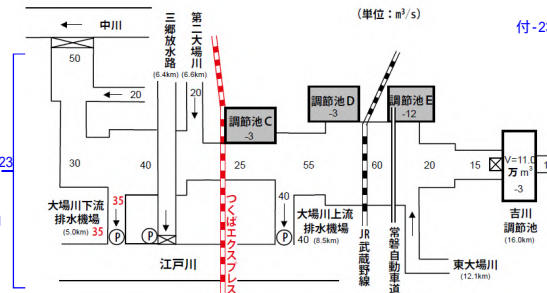 (単位：m³/s)
付-23
中川
三郷放水路
(6.4km)
第二大場川
(6.6km)
50
20
20
調節池C
-3
調節池D
-3
調節池E
-12
23
30
40
25
55
60
20
15
V=11.0
万m³
-3
1
吉川
調節池
(16.0km)
大場川下流
排水機場
(5.0km)
35
35
P
P
つくばエクスプレス
40
P
大場川上流
排水機場
40
(8.5km)
JR武蔵野線
常磐自動車道
東大場川
(12.1km)
江戸川